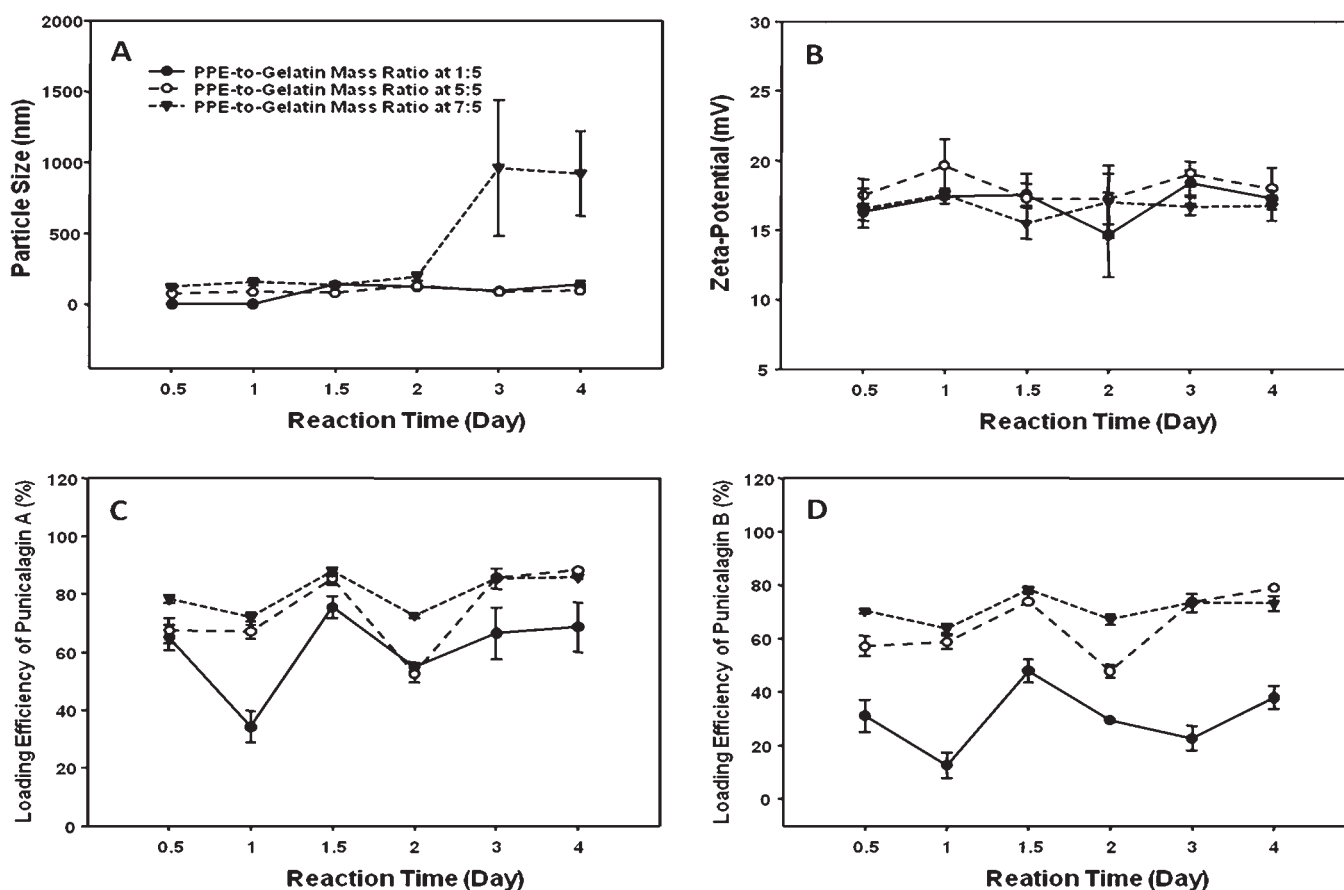 A
PPE-to-Gelatin Mass Ratio at 1:5
PPE-to-Gelatin Mass Ratio at 5:5
PPE-to-Gelatin Mass Ratio at 7:5
Particle Size (nm)
2000
1500
1000
500
0
0.5 1 1.5 2 3 4
Reaction Time (Day)
B
Zeta-Potential (mV)
30
25
20
15
10
5
0.5 1 1.5 2 3 4
Reaction Time (Day)
C
Loading Efficiency of Punicalagin A (%)
120
100
80
60
40
20
0
0.5 1 1.5 2 3 4
Reaction Time (Day)
D
Loading Efficiency of Punicalagin B (%)
120
80
60
40
20
0
0.5 1 1.5 2 3 4
Reation Time (Day)